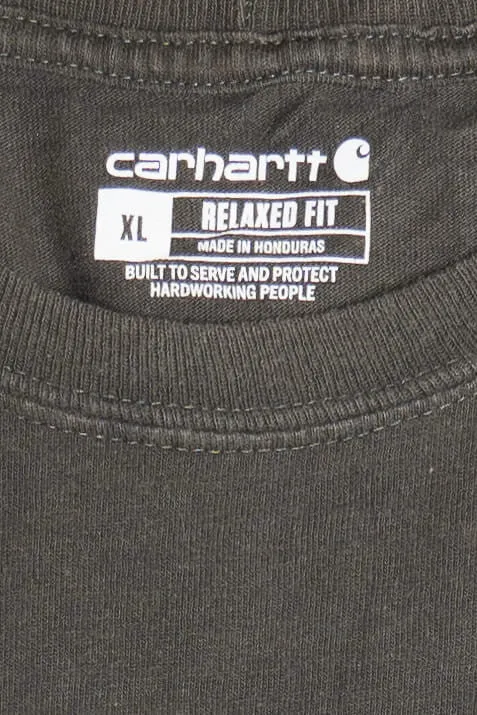 carhartt
XL
RELAXED FIT
MADE IN HONDURAS
BUILT TO SERVE AND PROTECT
HARDWORKING PEOPLE